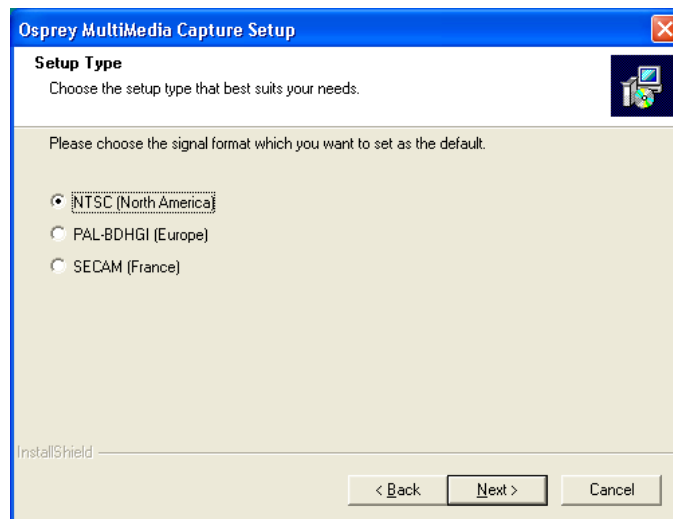 Osprey MultiMedia Capture Setup
Setup Type
Choose the setup type that best suits your needs.
Please choose the signal format which you want to set as the default.
NTSC (North America)
PAL-BDHGI (Europe)
SECAM (France)
InstallShield
< Back
Next >
Cancel